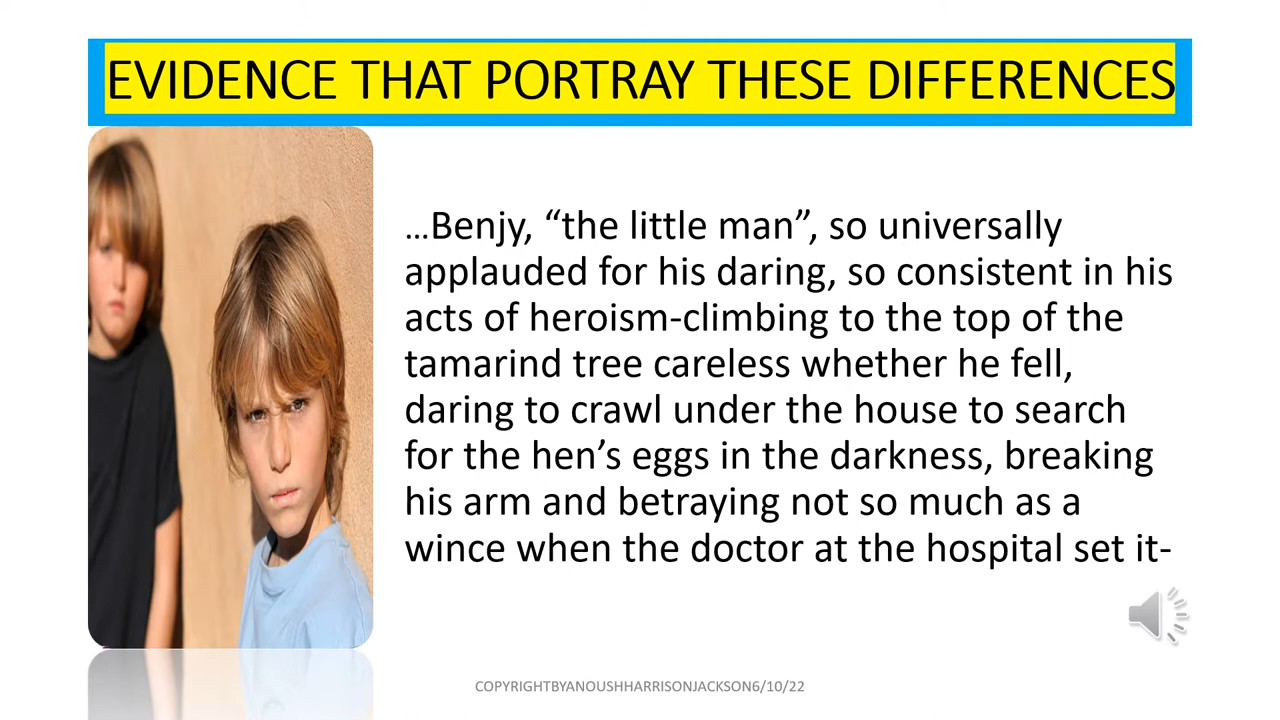 EVIDENCE THAT PORTRAY THESE DIFFERENCES
…Benjy, “the little man”, so universally
applauded for his daring, so consistent in his
acts of heroism-climbing to the top of the
tamarind tree careless whether he fell,
daring to crawl under the house to search
for the hen’s eggs in the darkness, breaking
his arm and betraying not so much as a
wince when the doctor at the hospital set it-
COPYRIGHTBYANOUSHHARRISONJACKSON6/10/22